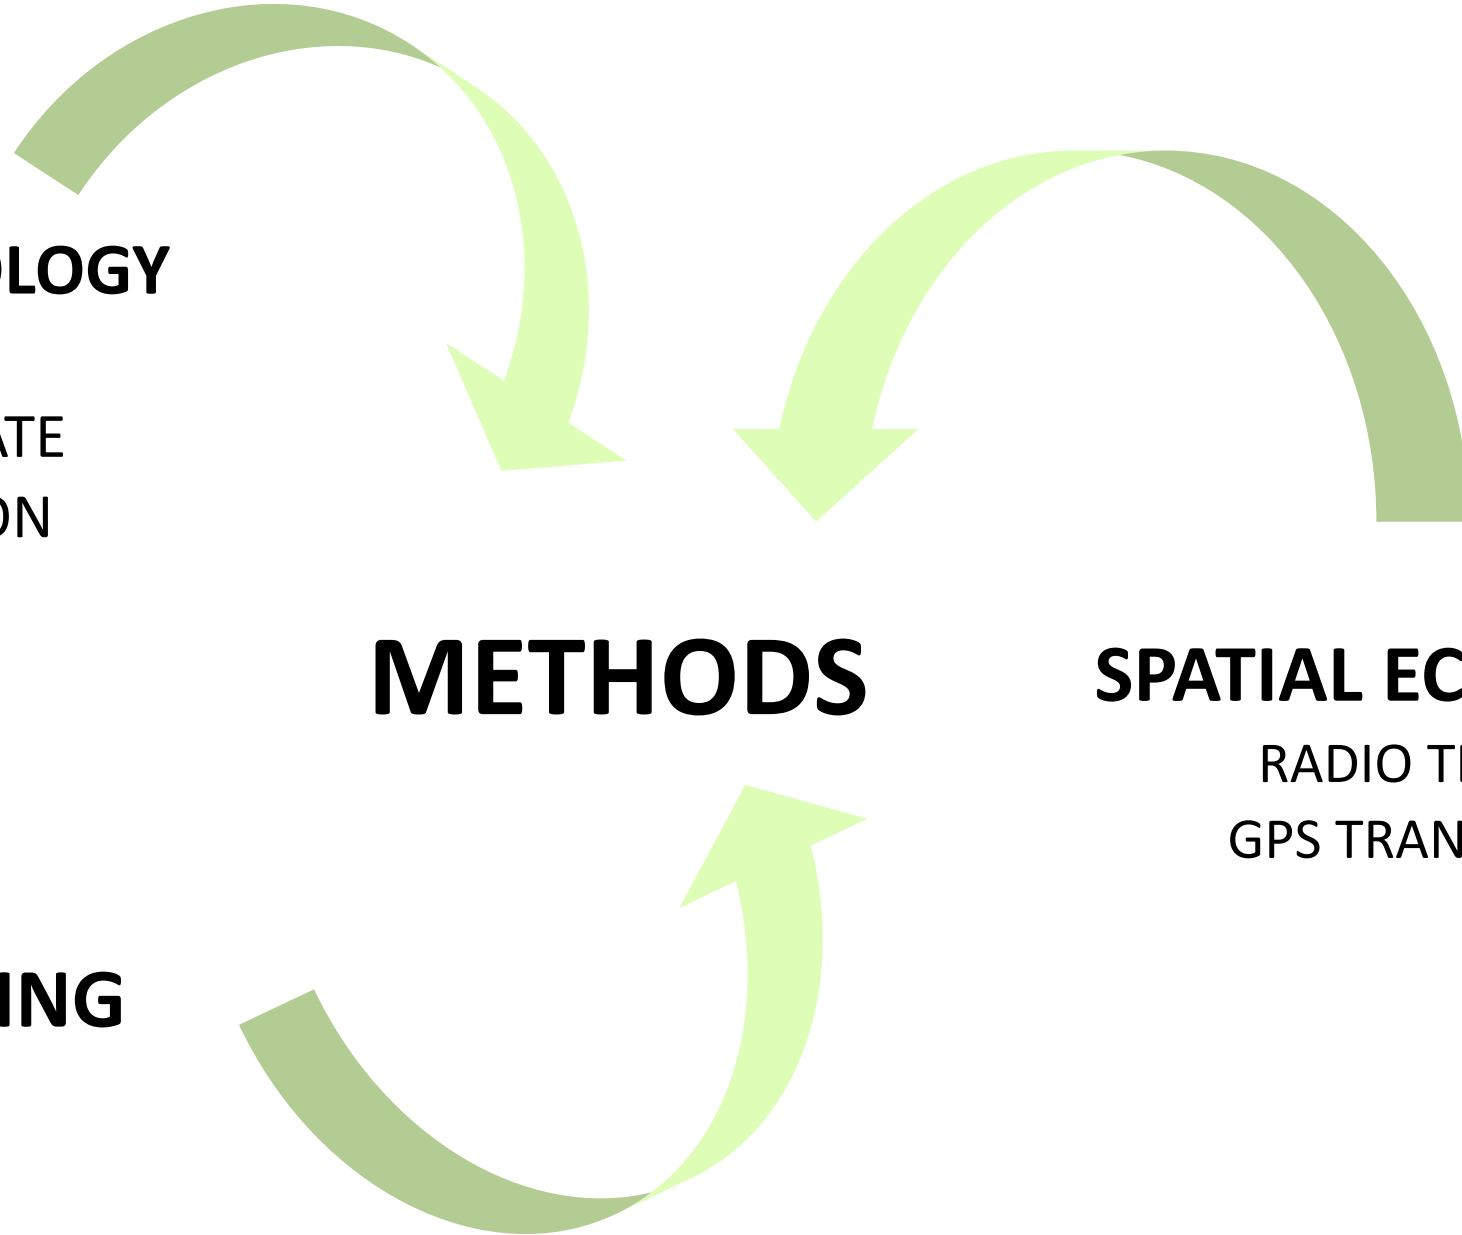 OLOGY
ATE
ON
METHODS
SPATIAL EC
RADIO T
GPS TRAN
ING